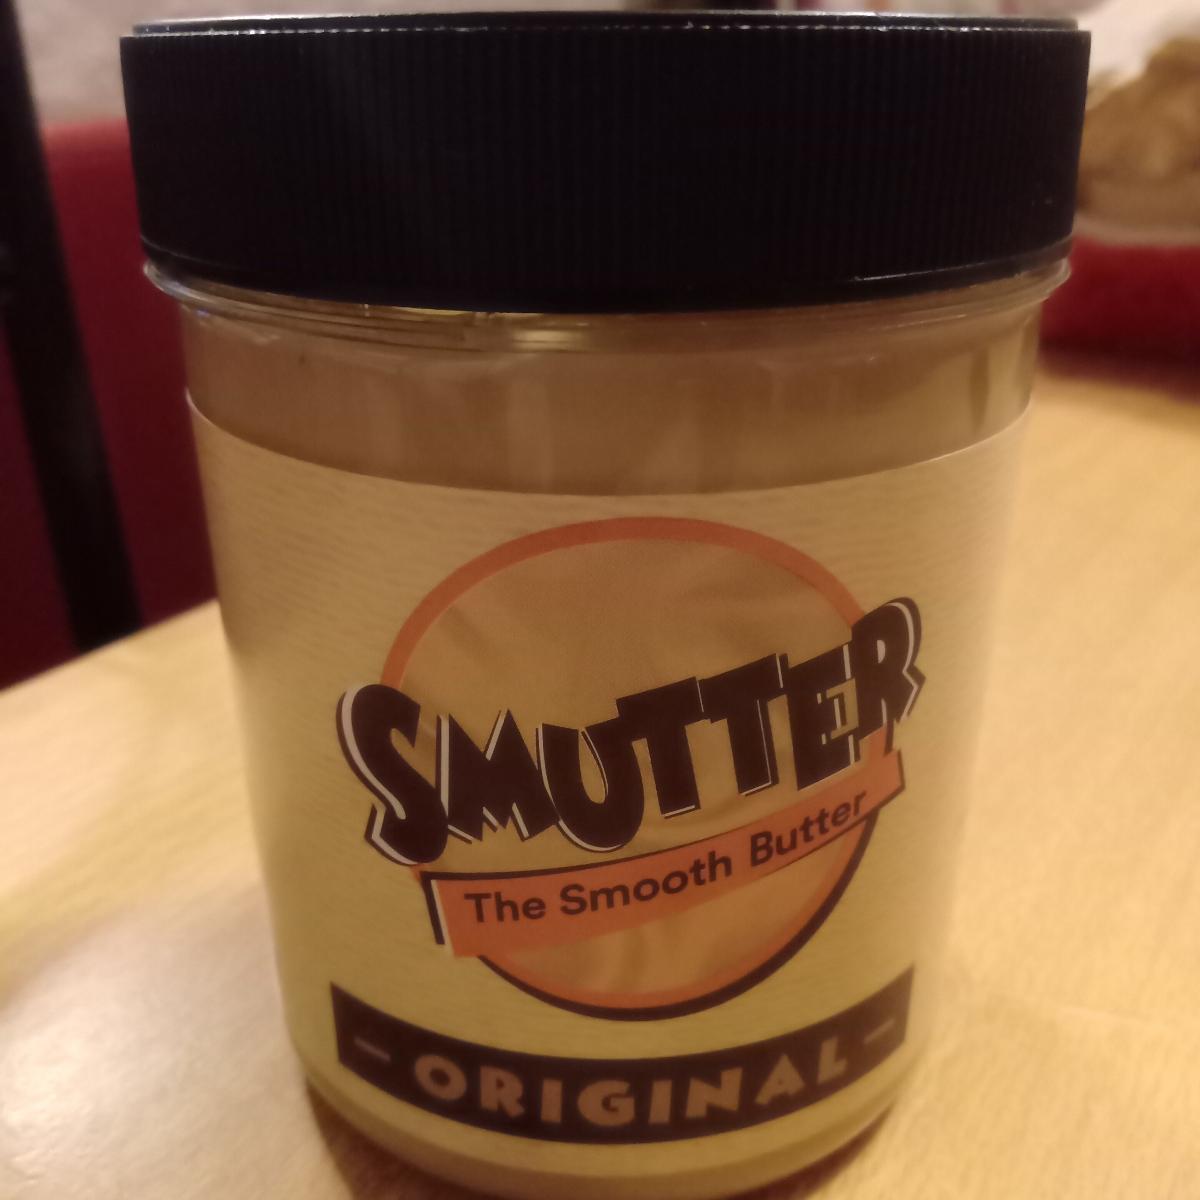 SMUTTER
The Smooth Butter
- ORIGINAL -